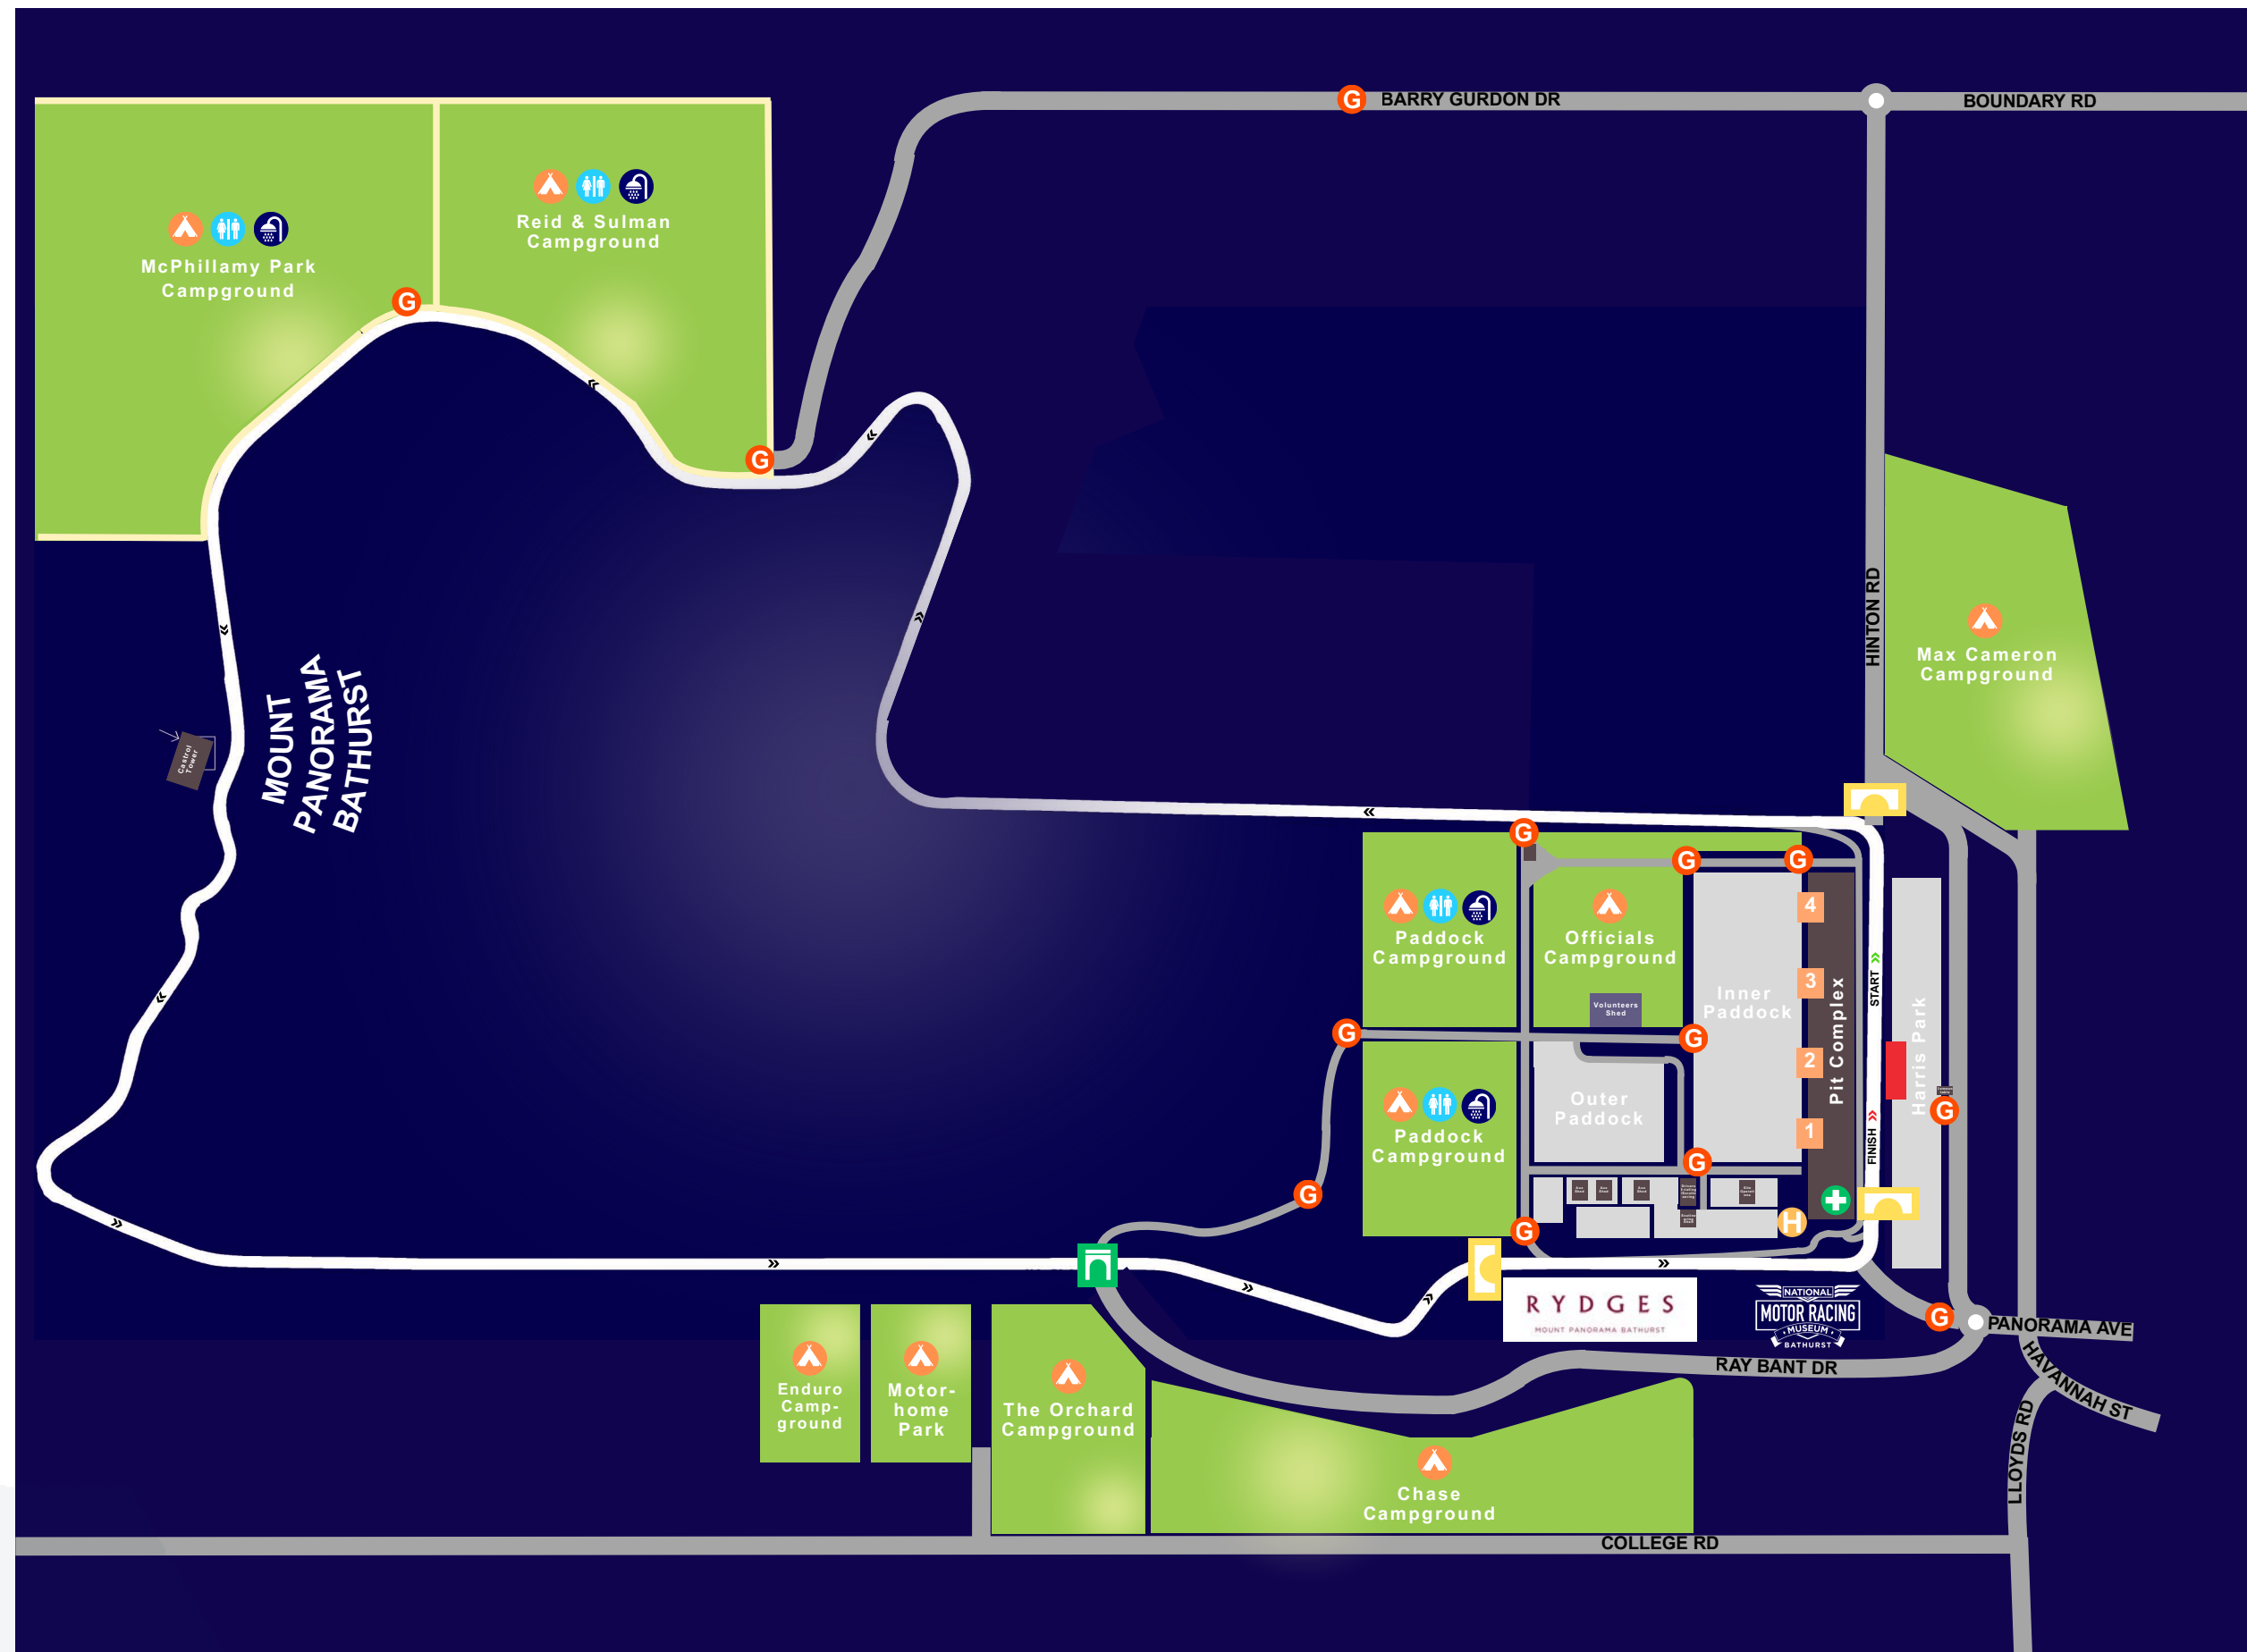 BARRY GURDON DR
BOUNDARY RD
G
Reid & Sulman
Campground
McPhillamy Park
Campground
G
G
HINTON RD
Max Cameron
Campground
MOUNT
PANORAMA
BATHURST
Castrol
Tower
G
G
G
4
Paddock
Campground
Officials
Campground
Volunteers
Shed
Inner
Paddock
3
START
Pit Complex
Harris Park
G
G
2
Outer
Paddock
G
Paddock
Campground
1
FINISH
G
G
G
H
RYDGES
MOUNT PANORAMA BATHURST
NATIONAL
MOTOR RACING
MUSEUM
BATHURST
G
PANORAMA AVE
RAY BANT DR
HAVANNAH ST
LLOYDS RD
Enduro
Camp-
ground
Motor-
home
Park
The Orchard
Campground
Chase
Campground
COLLEGE RD